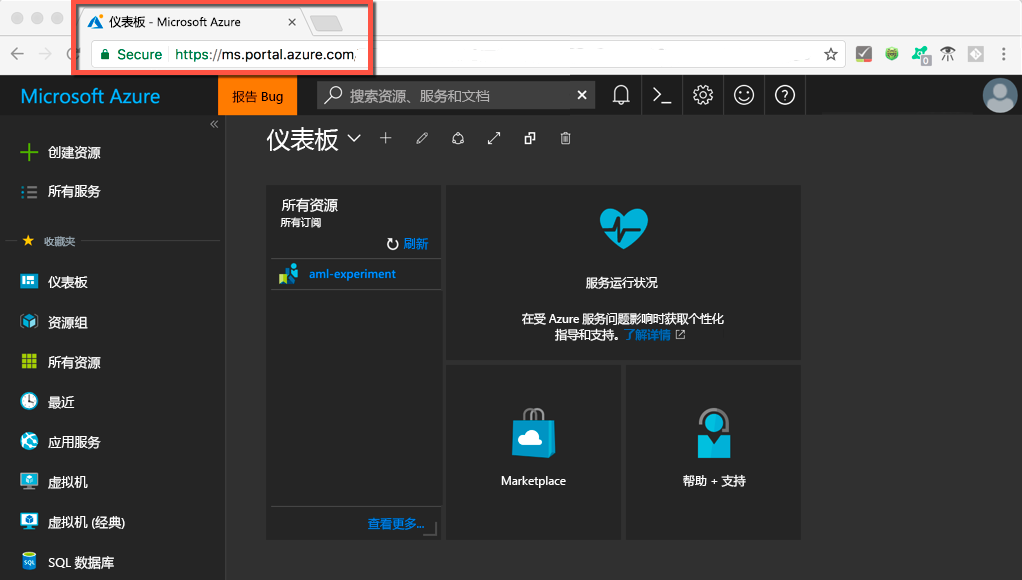 仪表板 - Microsoft Azure
Secure
https://ms.portal.azure.com
0
Microsoft Azure
报告 Bug
搜索资源、服务和文档
创建资源
所有服务
收藏夹
仪表板
资源组
所有资源
最近
应用服务
虚拟机
虚拟机 (经典)
SQL
SQL 数据库
仪表板
所有资源
所有订阅
刷新
aml-experiment
查看更多...
服务运行状况
在受 Azure 服务问题影响时获取个性化
指导和支持。了解详情
Marketplace
帮助 + 支持